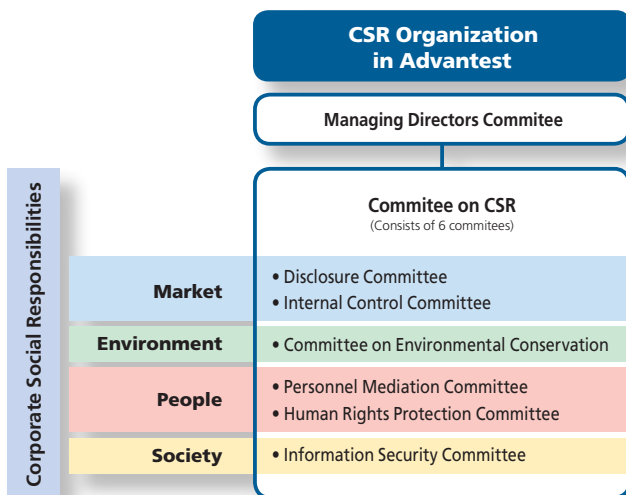 CSR Organization
in Advantest
Managing Directors Commitee
Corporate Social Responsibilities
Commitee on CSR
(Consists of 6 commitees)
Market
• Disclosure Committee
• Internal Control Committee
Environment
• Committee on Environmental Conservation
People
• Personnel Mediation Committee
• Human Rights Protection Committee
Society
• Information Security Committee